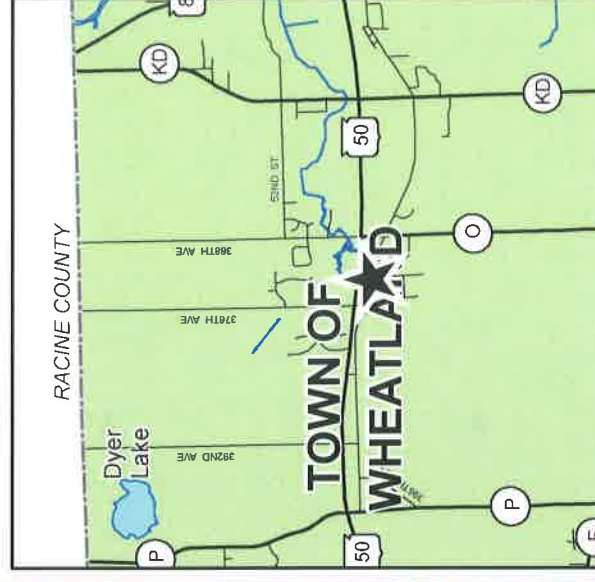 RACINE COUNTY
KD
KD
50
52ND ST
368TH AVE
O
376TH AVE
TOWN OF
WHEATLAND
392ND AVE
Dyer
Lake
P
50
P